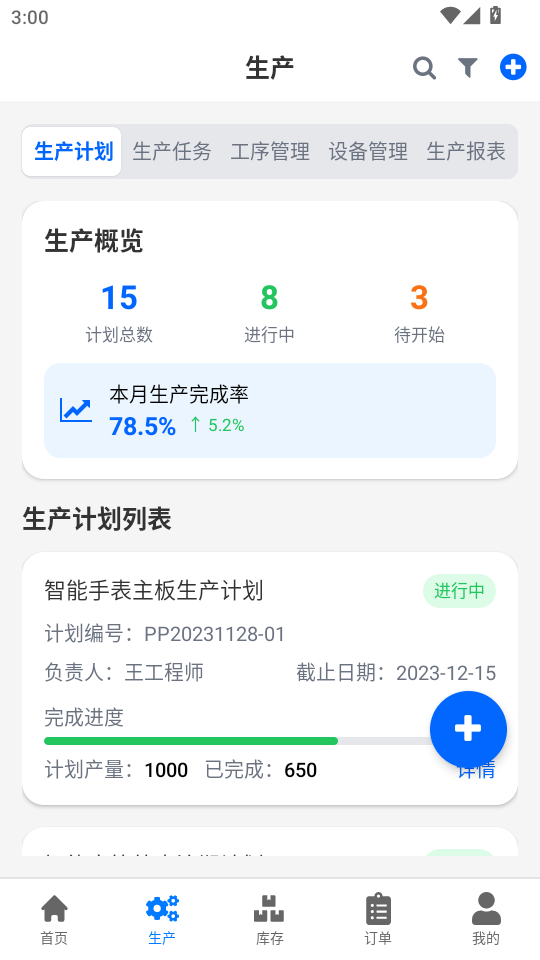 3:00
生产
生产计划 生产任务 工序管理 设备管理 生产报表
生产概览
15 8 3
计划总数 进行中 待开始
本月生产完成率
78.5% ↑ 5.2%
生产计划列表
智能手表主板生产计划 进行中
计划编号：PP20231128-01
负责人：王工程师 截止日期：2023-12-15
完成进度
计划产量：1000 已完成：650 详情
首页 生产 库存 订单 我的